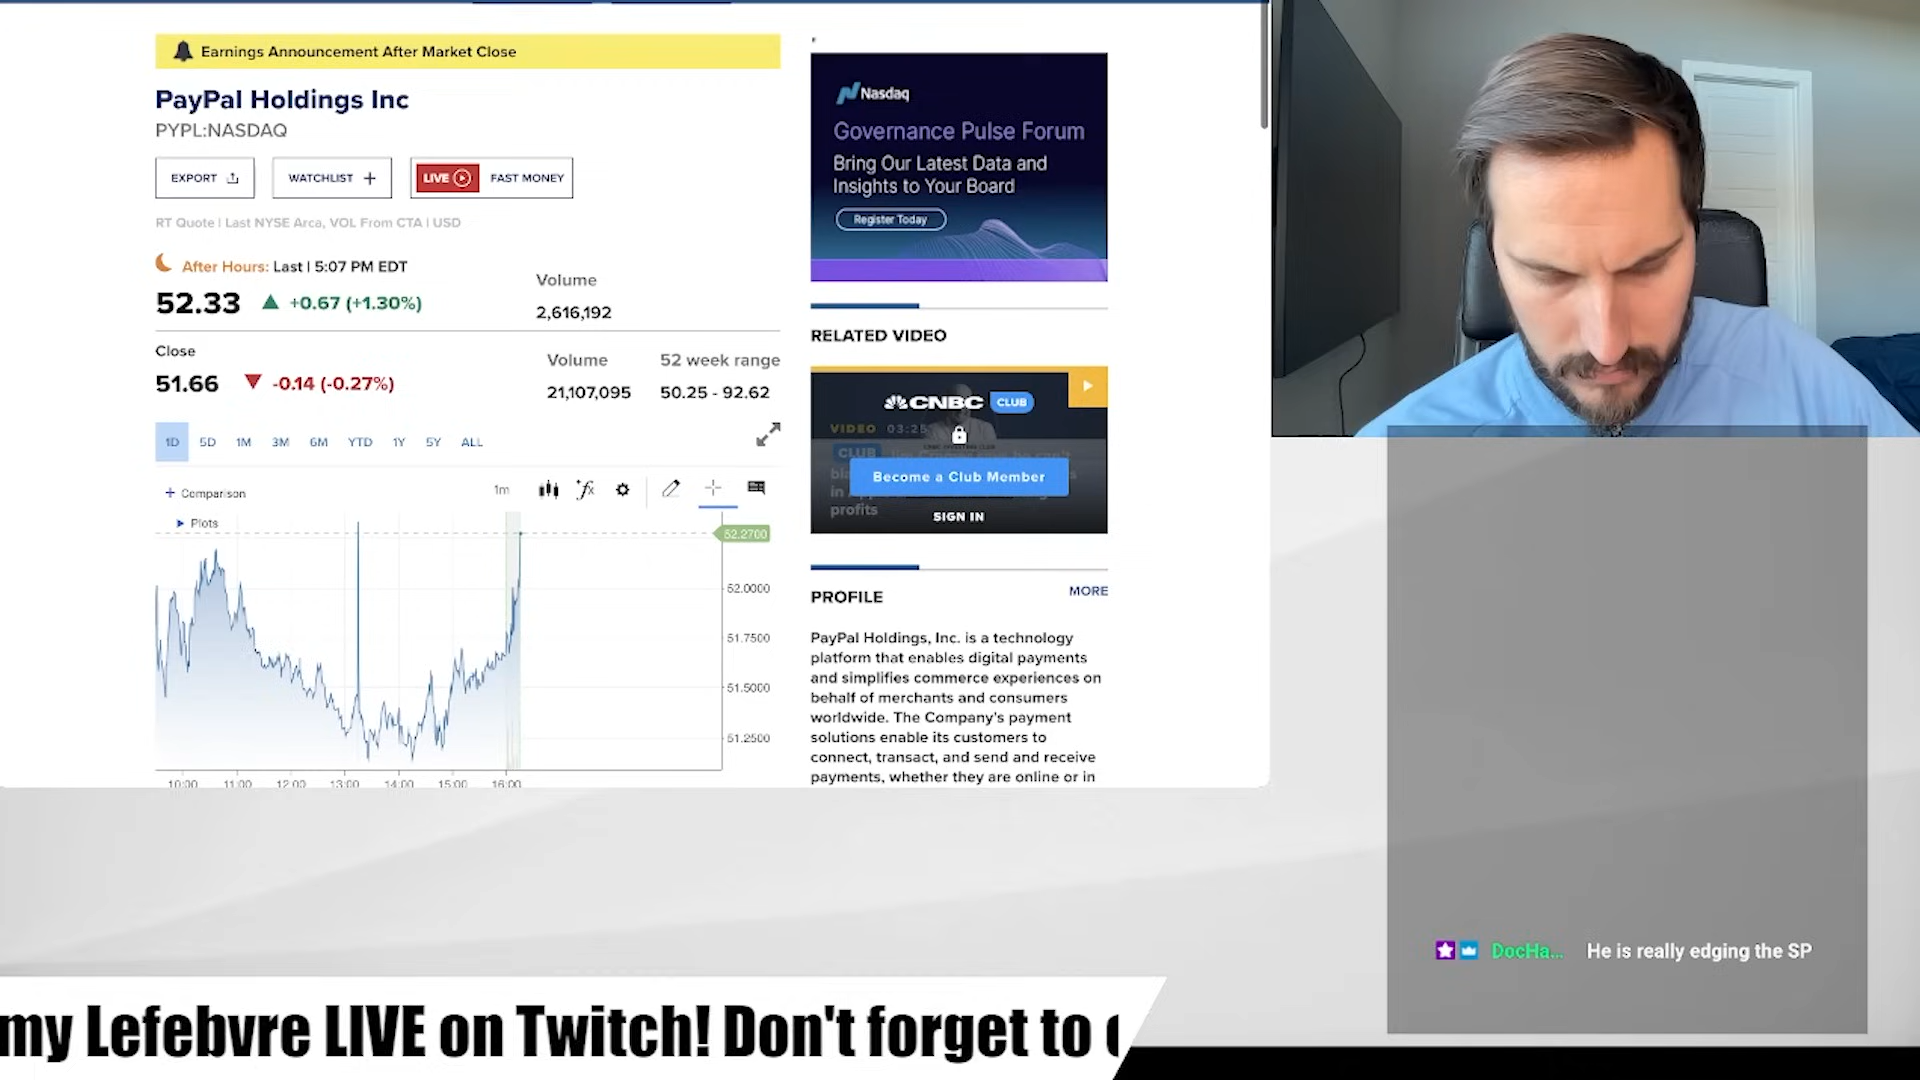 Earnings Announcement After Market Close
PayPal Holdings Inc
PYPL:NASDAQ
EXPORT
WATCHLIST +
LIVE
FAST MONEY
RT Quote | Last NYSE Arca, VOL From CTA | USD
After Hours: Last | 5:07 PM EDT
52.33
+0.67 (+1.30%)
Volume
2,616,192
Close
51.66
-0.14 (-0.27%)
Volume
21,107,095
52 week range
50.25 - 92.62
1D 5D 1M 3M 6M YTD 1Y 5Y ALL
+ Comparison
1m
Plots
52.2700
52.0000
51.7500
51.5000
51.2500
10:00 11:00 12:00 13:00 14:00 15:00 16:00
Nasdaq
Governance Pulse Forum
Bring Our Latest Data and
Insights to Your Board
Register Today
RELATED VIDEO
CNBC CLUB
VIDEO 03:25
CLUB
Become a Club Member
in
profits
SIGN IN
PROFILE
MORE
PayPal Holdings, Inc. is a technology
platform that enables digital payments
and simplifies commerce experiences on
behalf of merchants and consumers
worldwide. The Company's payment
solutions enable its customers to
connect, transact, and send and receive
payments, whether they are online or in
DocHa... He is really edging the SP
my Lefebvre LIVE on Twitch! Don't forget to